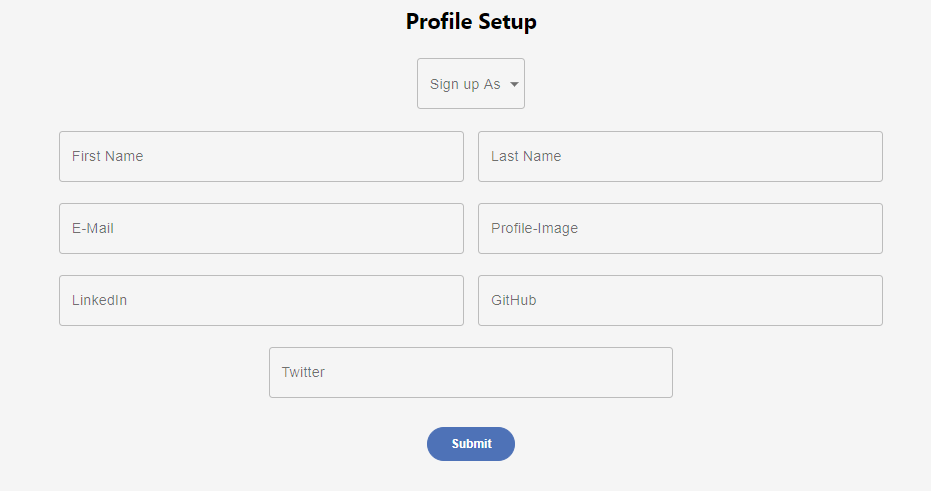 Profile Setup
Sign up As
First Name
Last Name
E-Mail
Profile-Image
LinkedIn
GitHub
Twitter
Submit